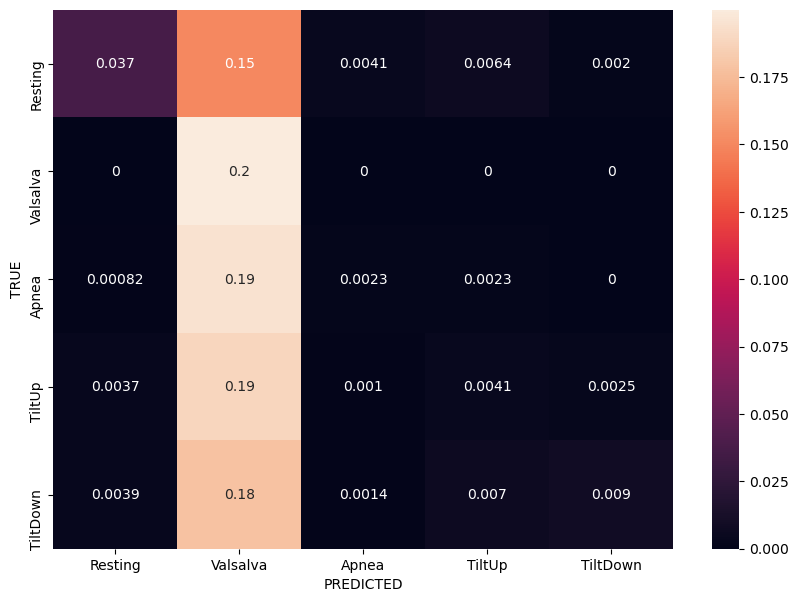 Resting 0.037 0.15 0.0041 0.0064 0.002
Valsalva 0 0.2 0 0 0
Apnea 0.00082 0.19 0.0023 0.0023 0
TiltUp 0.0037 0.19 0.001 0.0041 0.0025
TiltDown 0.0039 0.18 0.0014 0.007 0.009
TRUE
Resting Valsalva Apnea TiltUp TiltDown
PREDICTED
0.175
0.150
0.125
0.100
0.075
0.050
0.025
0.000